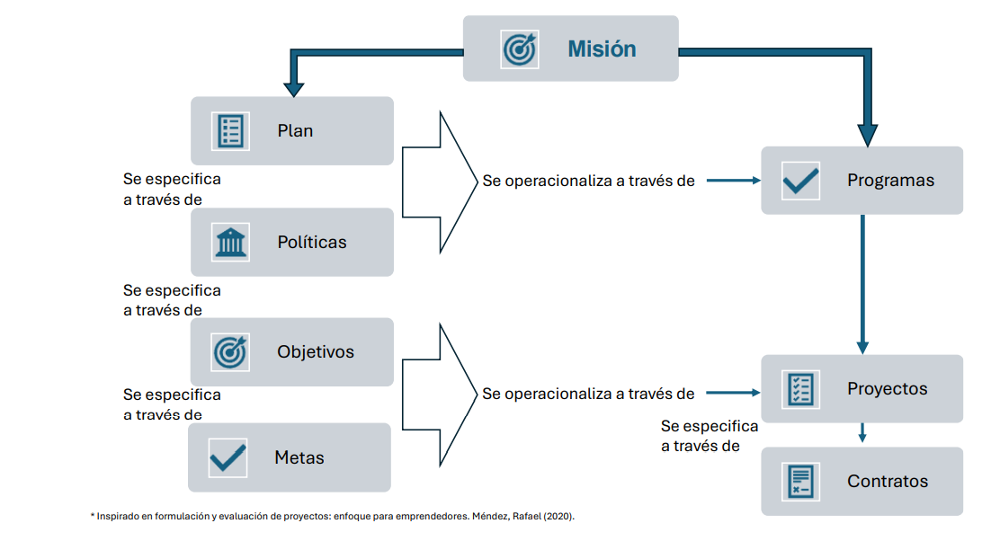 Misión
Plan
Se especifica
a través de
Se operacionaliza a través de
Programas
Políticas
Se especifica
a través de
Objetivos
Se especifica
a través de
Se operacionaliza a través de
Proyectos
Se especifica
a través de
Metas
Contratos
* Inspirado en formulación y evaluación de proyectos: enfoque para emprendedores. Méndez, Rafael (2020).